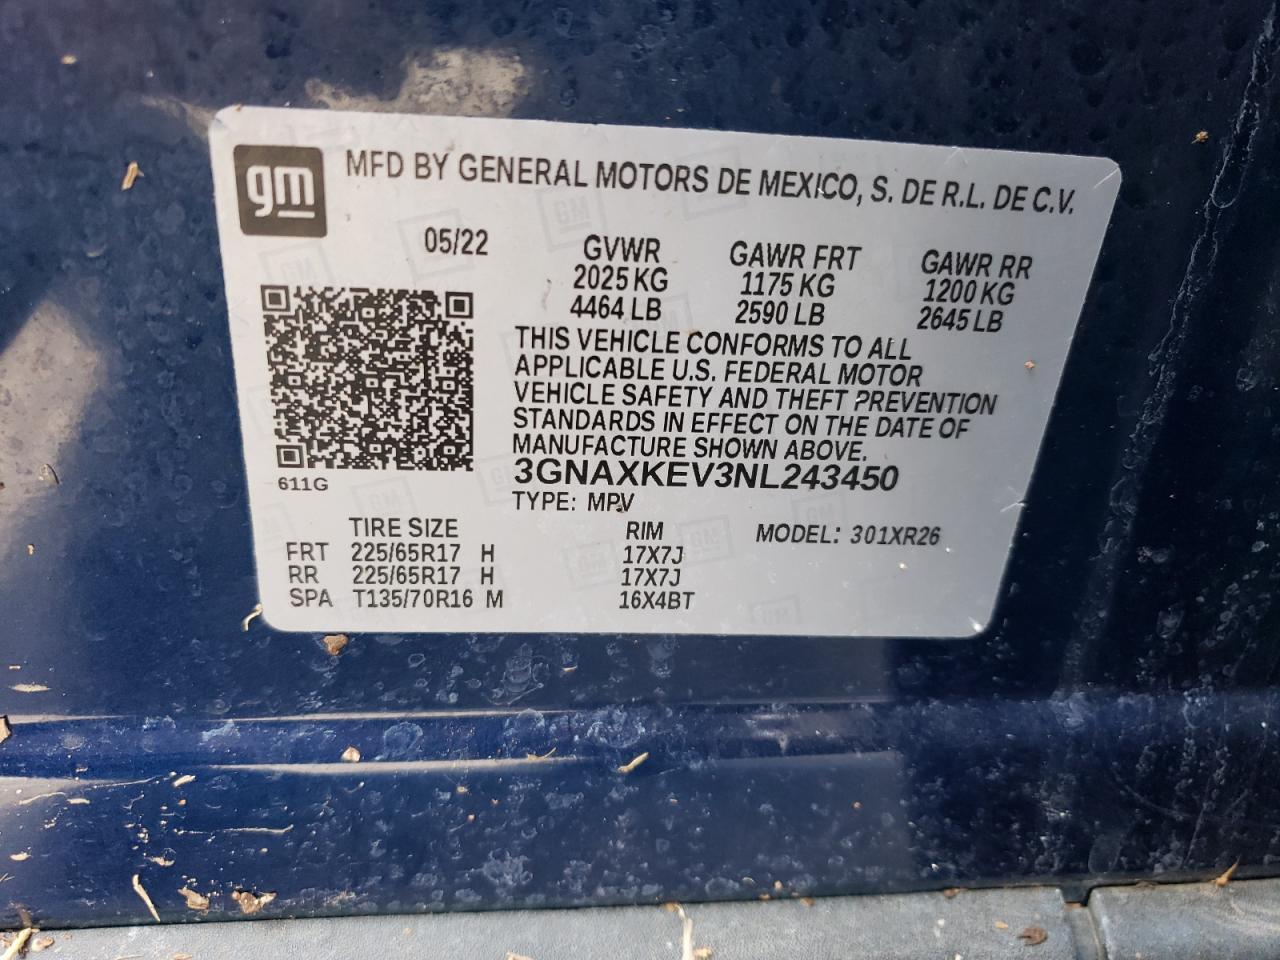 gm
MFD BY GENERAL MOTORS DE MEXICO, S. DE R.L. DE C.V.
05/22
GVWR GAWR FRT GAWR RR
2025 KG 1175 KG 1200 KG
4464 LB 2590 LB 2645 LB
THIS VEHICLE CONFORMS TO ALL
APPLICABLE U.S. FEDERAL MOTOR
VEHICLE SAFETY AND THEFT PREVENTION
STANDARDS IN EFFECT ON THE DATE OF
MANUFACTURE SHOWN ABOVE.
611G
3GNAXKEV3NL243450
TYPE: MPV
TIRE SIZE RIM MODEL: 301XR26
FRT 225/65R17 H 17X7J
RR 225/65R17 H 17X7J
SPA T135/70R16 M 16X4BT